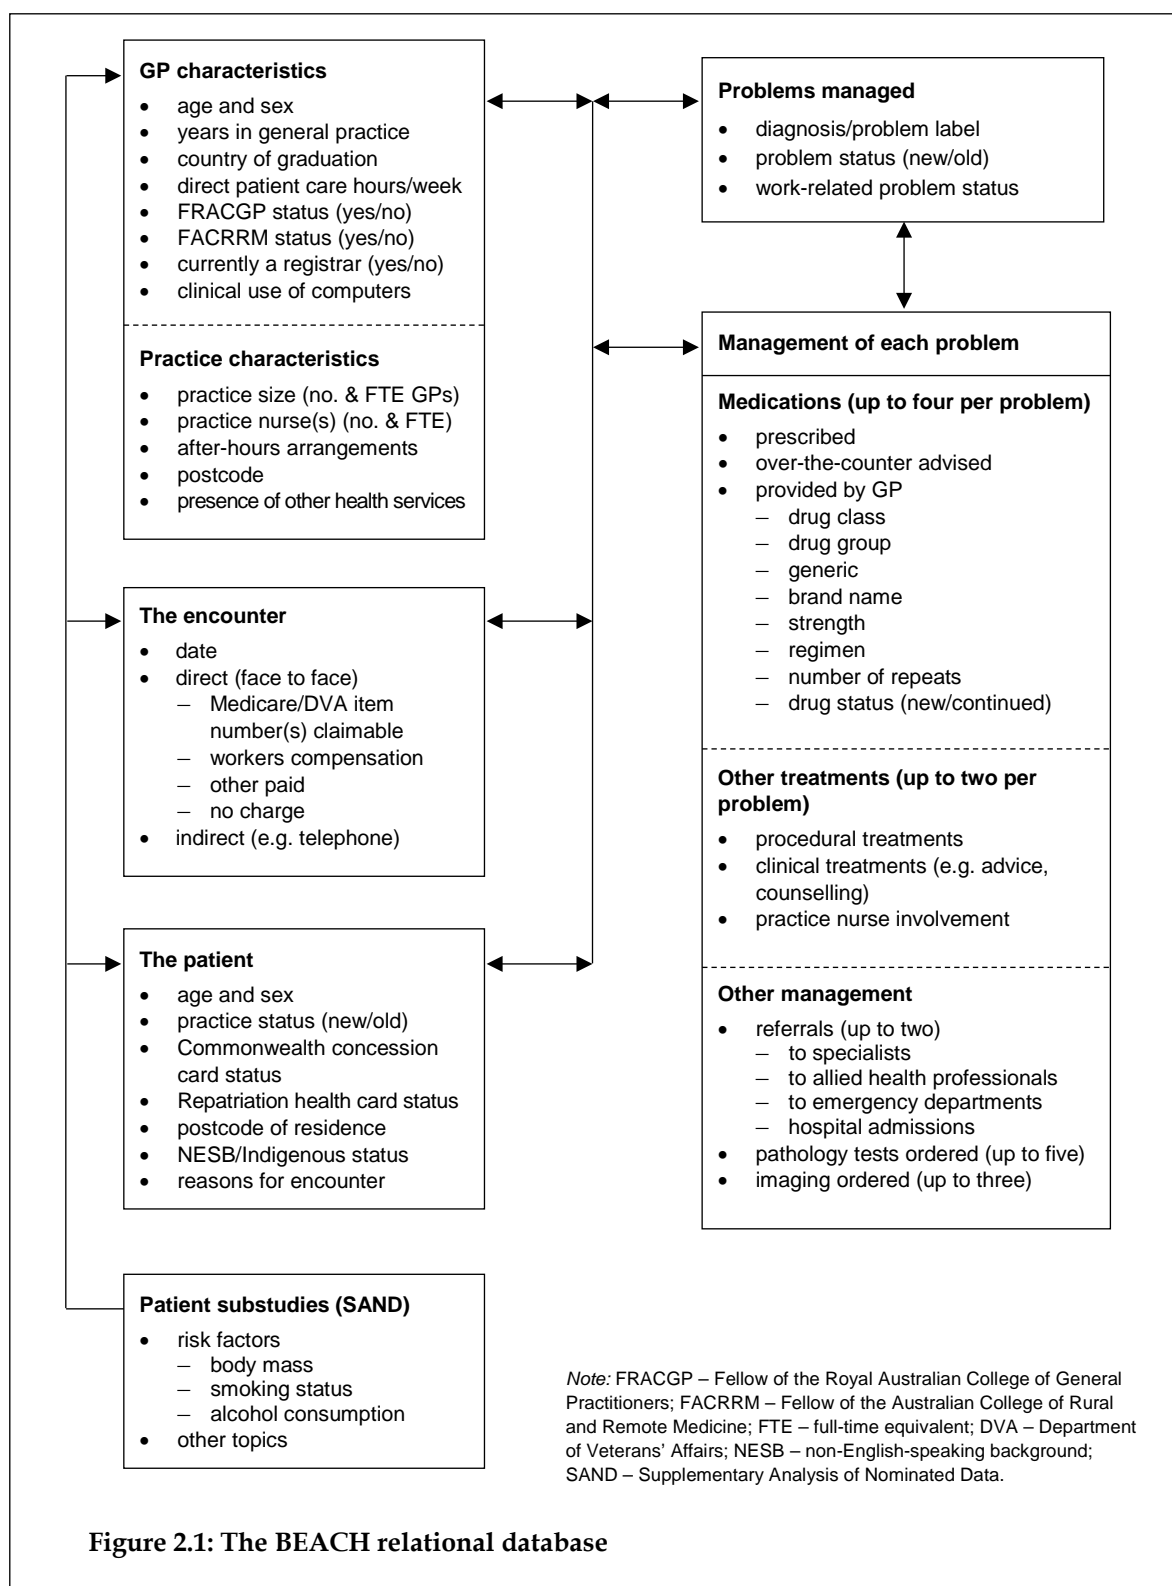 GP characteristics
• age and sex
• years in general practice
• country of graduation
• direct patient care hours/week
• FRACGP status (yes/no)
• FACRRM status (yes/no)
• currently a registrar (yes/no)
• clinical use of computers
Practice characteristics
• practice size (no. & FTE GPs)
• practice nurse(s) (no. & FTE)
• after-hours arrangements
• postcode
• presence of other health services
The encounter
• date
• direct (face to face)
– Medicare/DVA item
number(s) claimable
– workers compensation
– other paid
– no charge
• indirect (e.g. telephone)
The patient
• age and sex
• practice status (new/old)
• Commonwealth concession
card status
• Repatriation health card status
• postcode of residence
• NESB/Indigenous status
• reasons for encounter
Patient substudies (SAND)
• risk factors
– body mass
– smoking status
– alcohol consumption
• other topics
Problems managed
• diagnosis/problem label
• problem status (new/old)
• work-related problem status
Management of each problem
Medications (up to four per problem)
• prescribed
• over-the-counter advised
• provided by GP
– drug class
– drug group
– generic
– brand name
– strength
– regimen
– number of repeats
– drug status (new/continued)
Other treatments (up to two per
problem)
• procedural treatments
• clinical treatments (e.g. advice,
counselling)
• practice nurse involvement
Other management
• referrals (up to two)
– to specialists
– to allied health professionals
– to emergency departments
– hospital admissions
• pathology tests ordered (up to five)
• imaging ordered (up to three)
Note: FRACGP – Fellow of the Royal Australian College of General
Practitioners; FACRRM – Fellow of the Australian College of Rural
and Remote Medicine; FTE – full-time equivalent; DVA – Department
of Veterans' Affairs; NESB – non-English-speaking background;
SAND – Supplementary Analysis of Nominated Data.
Figure 2.1: The BEACH relational database